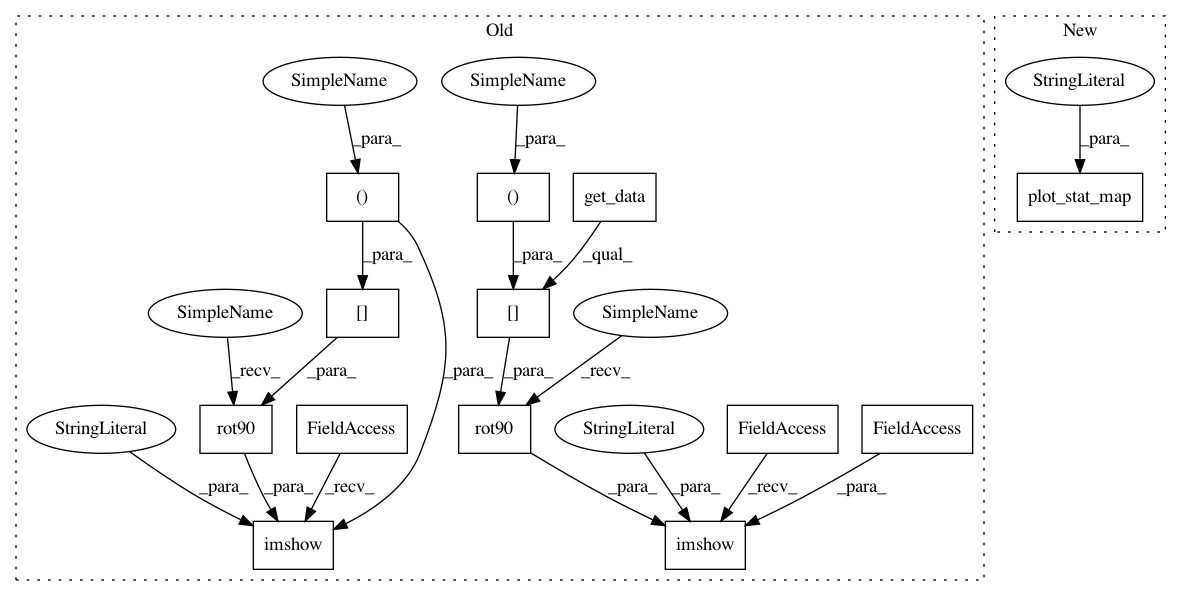 Old
New
SimpleName
SimpleName
StringLiteral
_para_
_para_
_para_
()
()
get_data
plot_stat_map
_para_
_para_
_qual_
SimpleName
[]
[]
SimpleName
_recv_
_para_
_para_
_para_
_recv_
StringLiteral
rot90
FieldAccess
rot90
StringLiteral
FieldAccess
FieldAccess
_para_
_para_
_recv_
_para_
_para_
_recv_
_para_
imshow
imshow